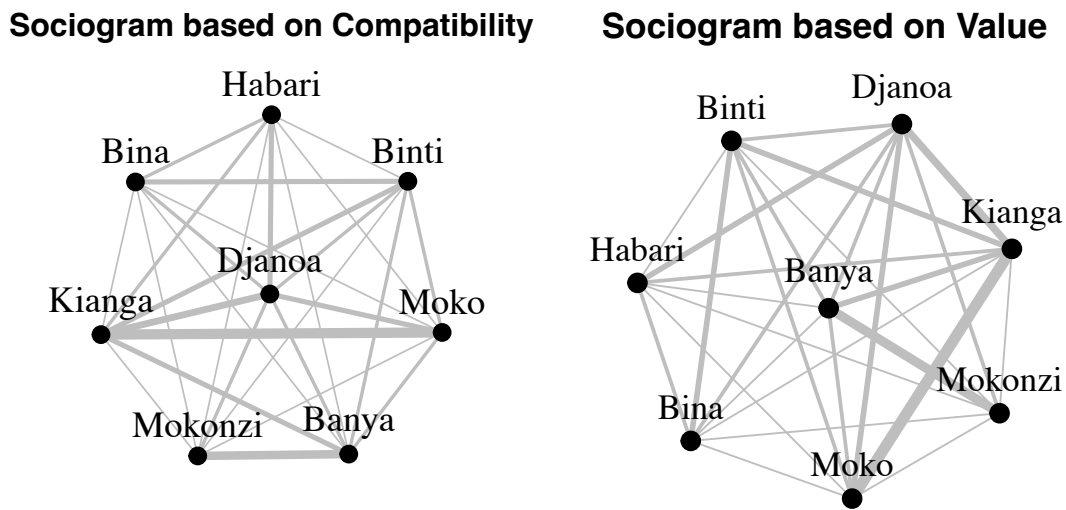 Sociogram based on Compatibility
Habari
Bina
Binti
Djanoa
Kianga
Moko
Mokonzi
Banya
Sociogram based on Value
Djanoa
Binti
Kianga
Habari
Banya
Mokonzi
Bina
Moko